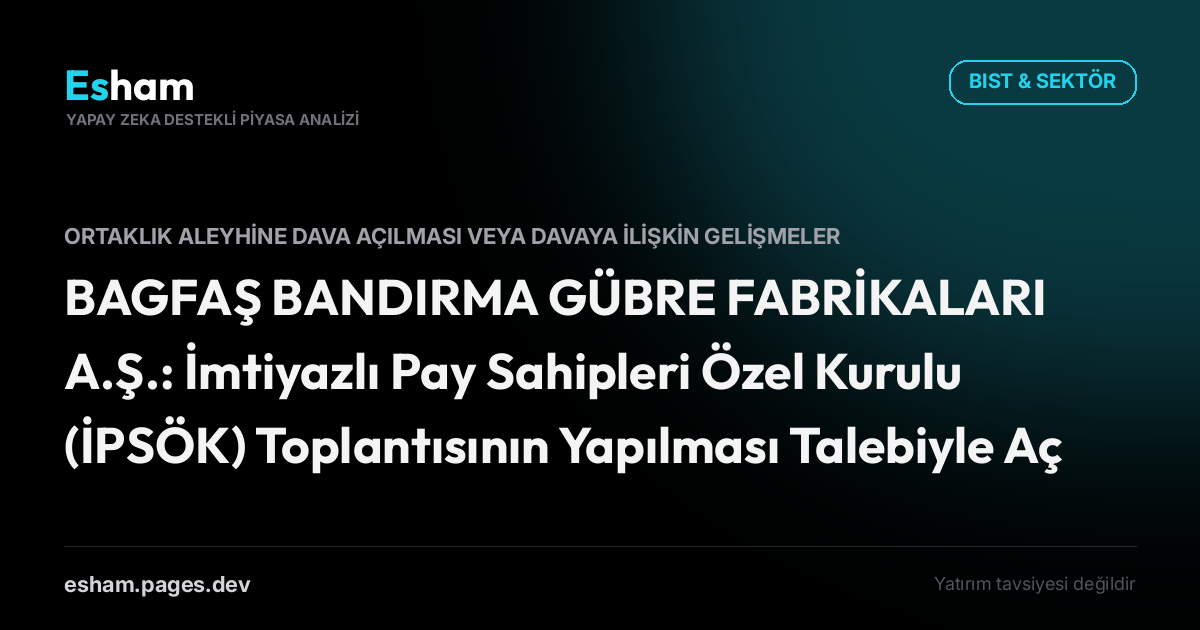 Esham
YAPAY ZEKA DESTEKLİ PİYASA ANALİZİ
BIST & SEKTÖR
ORTAKLIK ALEYHİNE DAVA AÇILMASI VEYA DAVAYA İLİŞKİN GELİŞMELER
BAGFAŞ BANDIRMA GÜBRE FABRİKALARI
A.Ş.: İmtiyazlı Pay Sahipleri Özel Kurulu
(İPSÖK) Toplantısının Yapılması Talebiyle Aç
esham.pages.dev
Yatırım tavsiyesi değildir